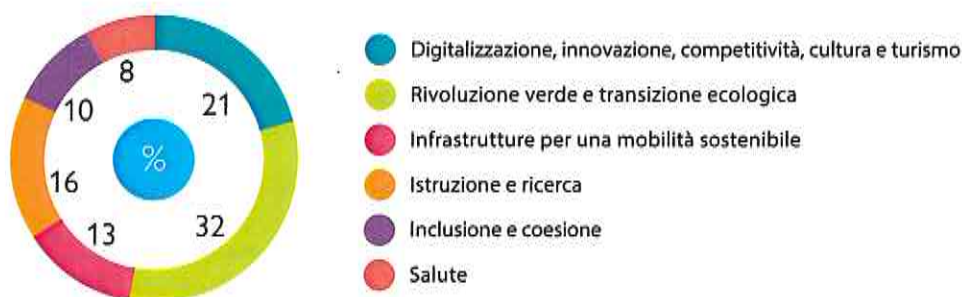 8
10
21
%
16
13
32
Digitalizzazione, innovazione, competitività, cultura e turismo
Rivoluzione verde e transizione ecologica
Infrastrutture per una mobilità sostenibile
Istruzione e ricerca
Inclusione e coesione
Salute